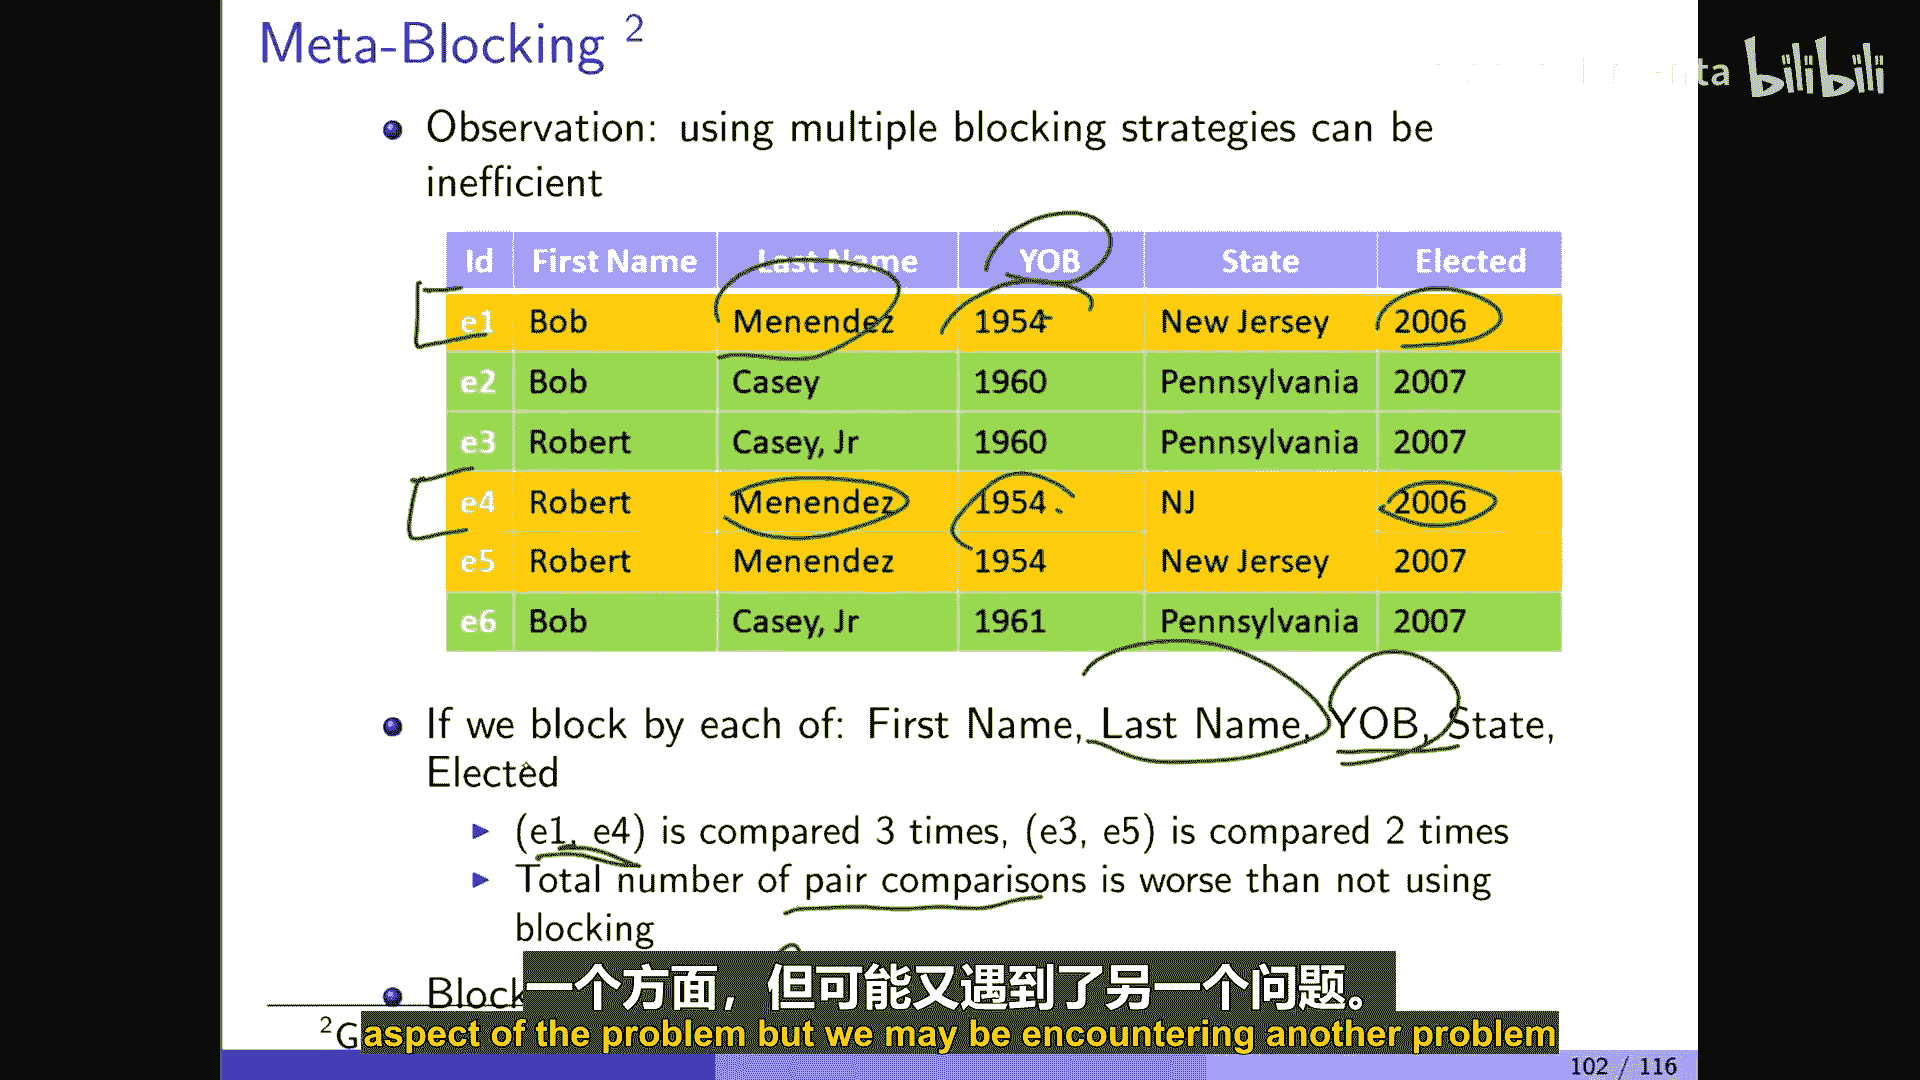 Meta-Blocking 2
bilibili
Observation: using multiple blocking strategies can be
inefficient
Id First Name Last Name YOB State Elected
e1 Bob Menendez 1954 New Jersey 2006
e2 Bob Casey 1960 Pennsylvania 2007
e3 Robert Casey, Jr 1960 Pennsylvania 2007
e4 Robert Menendez 1954 NJ 2006
e5 Robert Menendez 1954 New Jersey 2007
e6 Bob Casey, Jr 1961 Pennsylvania 2007
If we block by each of: First Name, Last Name, YOB, State,
Elected
(e1, e4) is compared 3 times, (e3, e5) is compared 2 times
Total number of pair comparisons is worse than not using
blocking
一个方面，但可能又遇到了另一个问题。
aspect of the problem but we may be encountering another problem
102 / 116